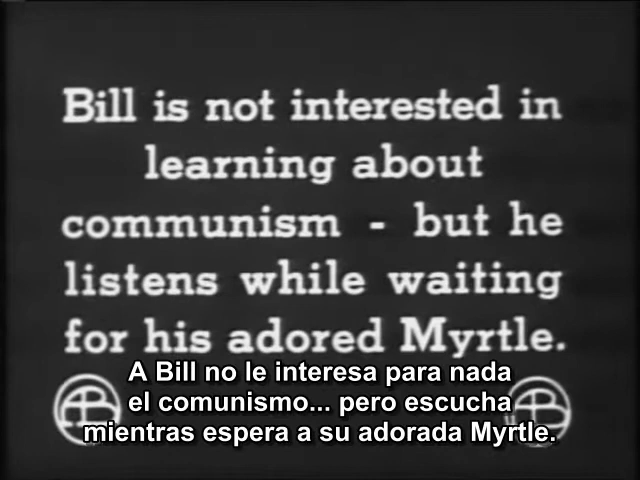 Bill is not interested in
learning about
communism - but he
listens while waiting
for his adored Myrtle.
A Bill no le interesa para nada
el comunismo... pero escucha
mientras espera a su adorada Myrtle.